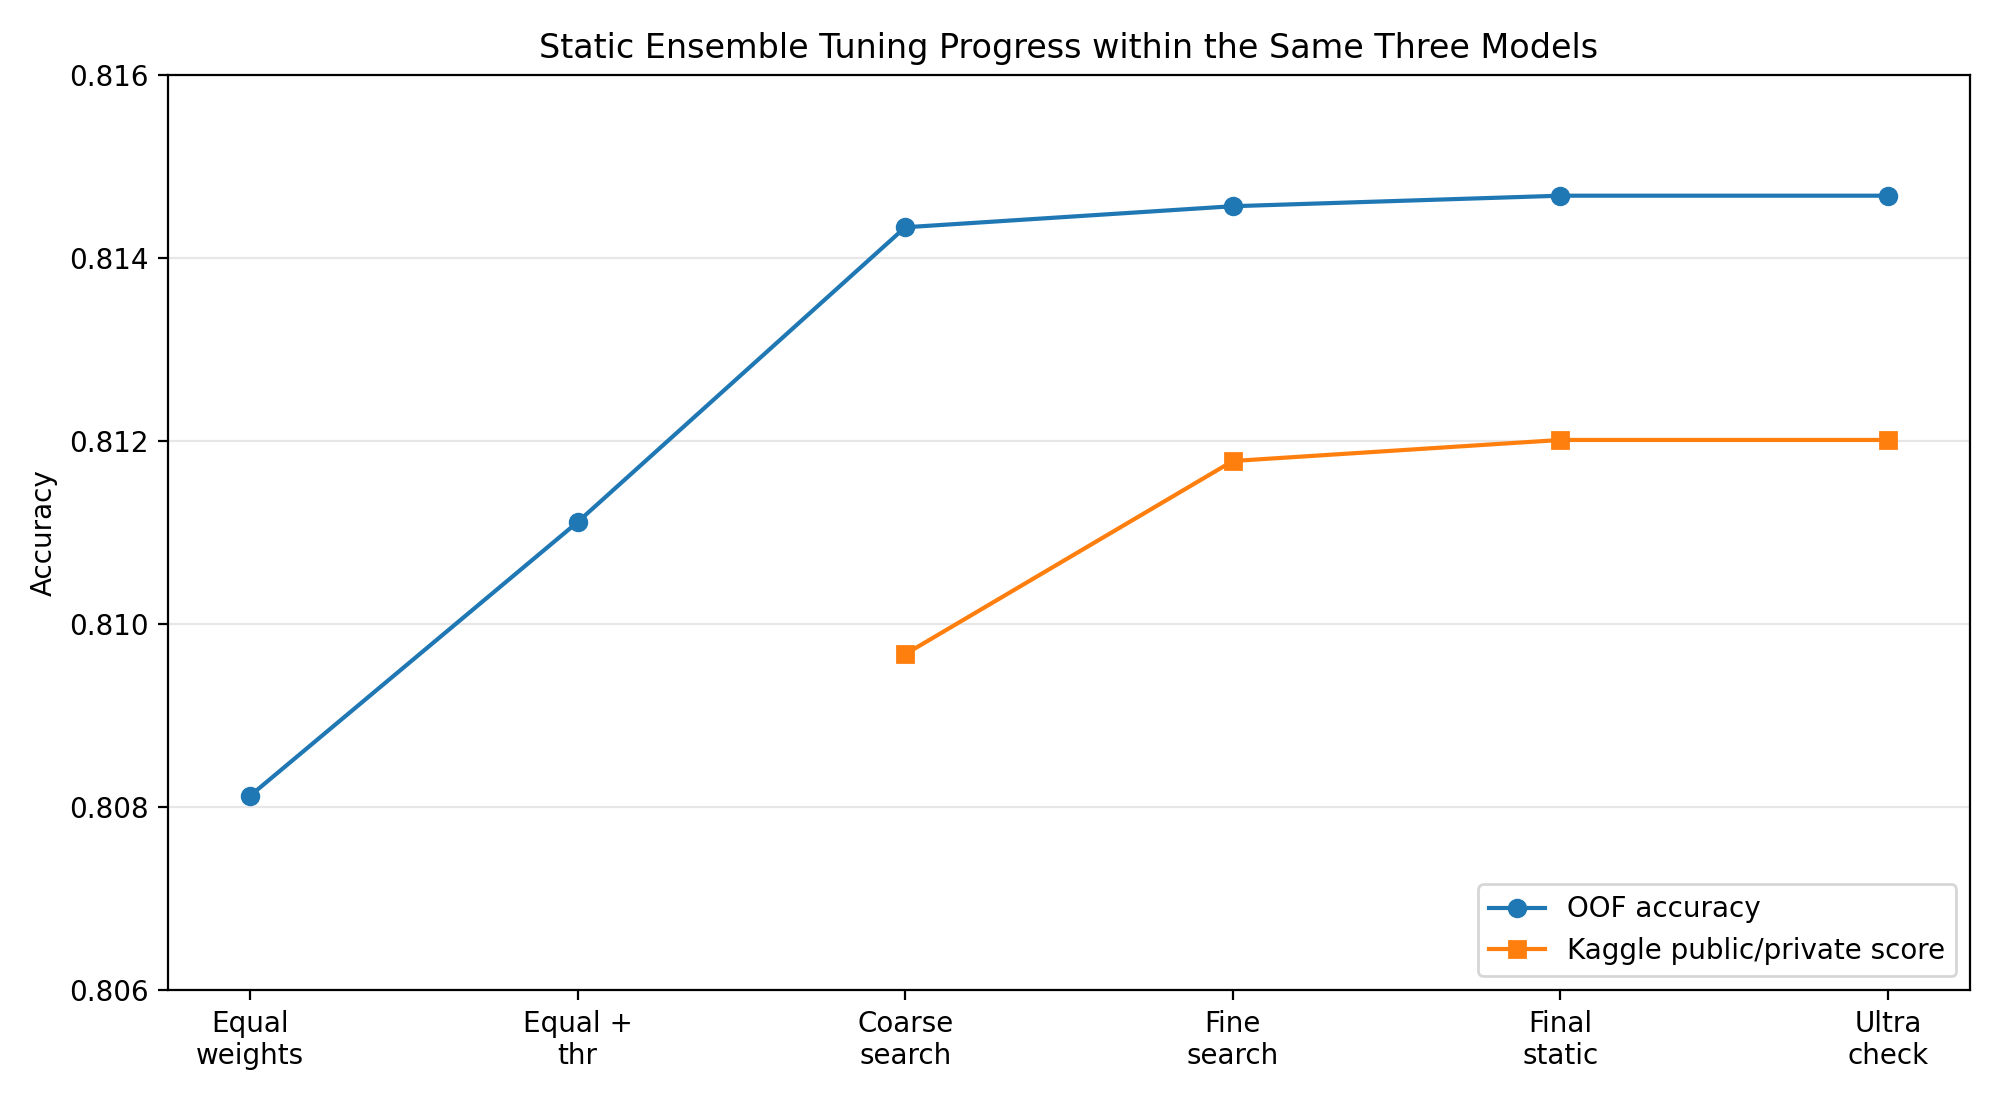 Static Ensemble Tuning Progress within the Same Three Models
0.816
0.814
0.812
0.810
0.808
0.806
Accuracy
OOF accuracy
Kaggle public/private score
Equal
weights
Equal +
thr
Coarse
search
Fine
search
Final
static
Ultra
check